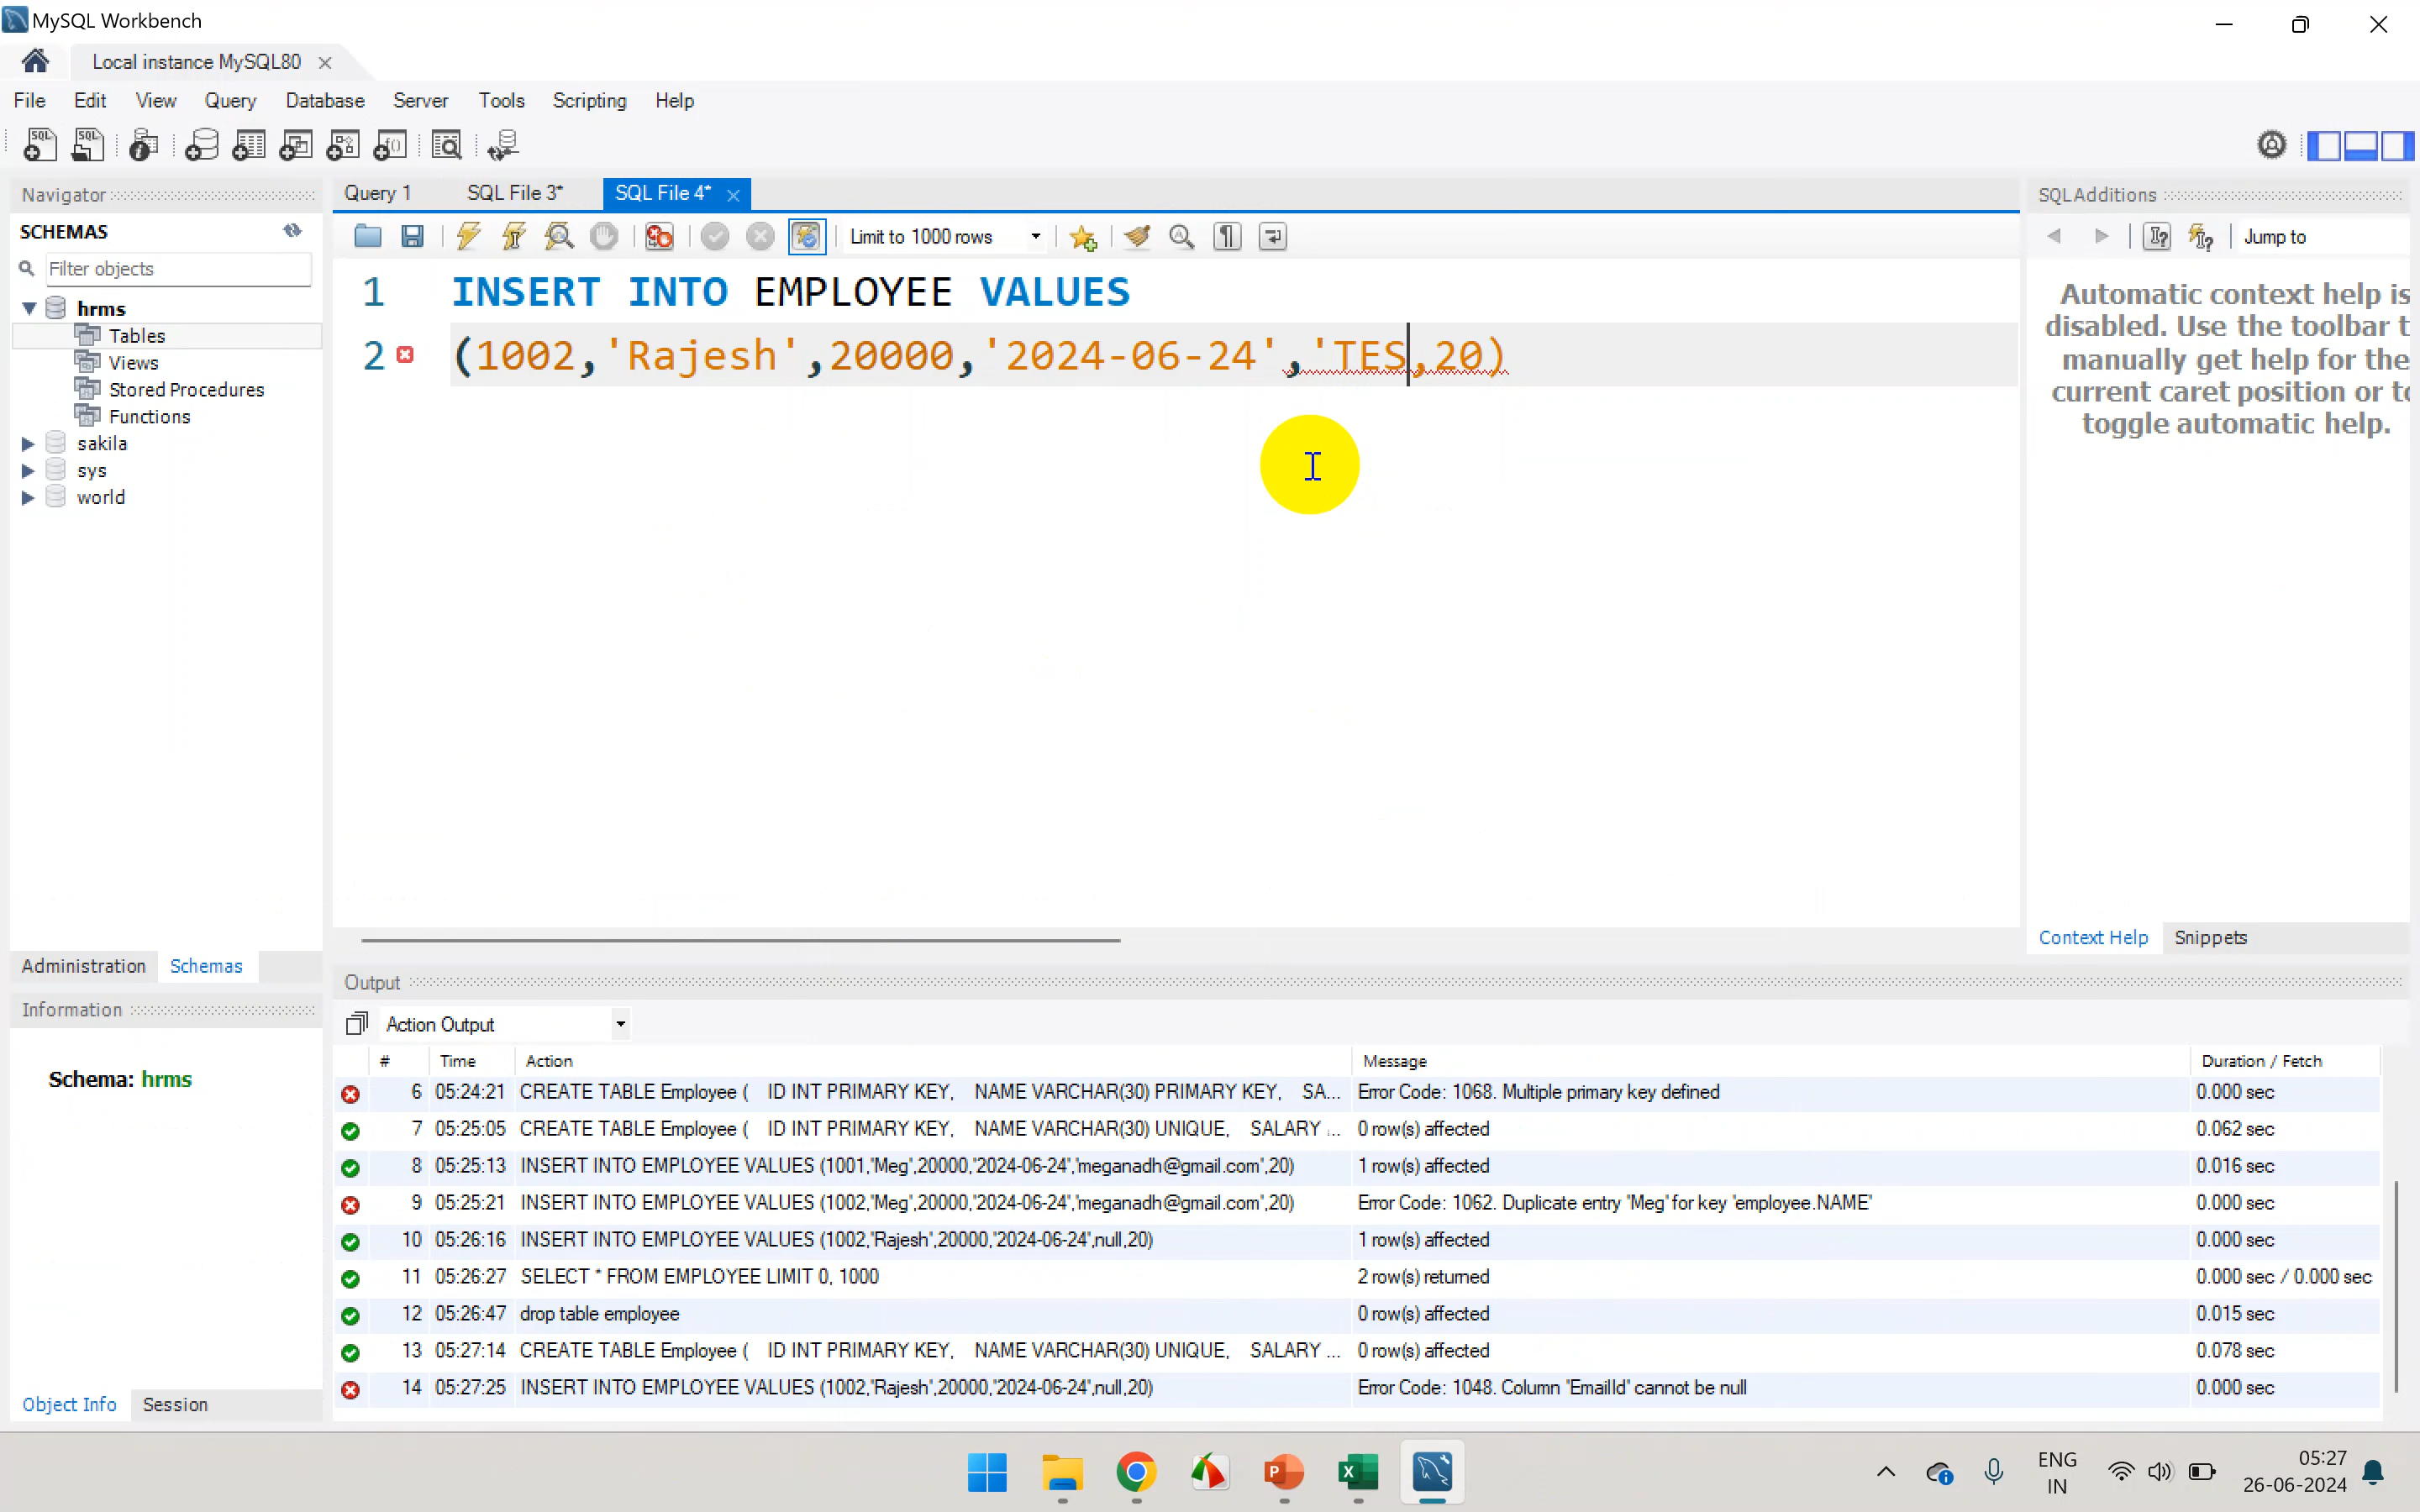 MySQL Workbench
Local instance MySQL80
File Edit View Query Database Server Tools Scripting Help
Navigator
SCHEMAS
Filter objects
hrms
Tables
Views
Stored Procedures
Functions
sakila
sys
world
Administration Schemas
Information
Schema: hrms
Object Info Session
Query 1 SQL File 3* SQL File 4*
Limit to 1000 rows
1 INSERT INTO EMPLOYEE VALUES
2 (1002,'Rajesh',20000,'2024-06-24','TES,20)
SQLAdditions
Jump to
Automatic context help is
disabled. Use the toolbar t
manually get help for the
current caret position or to
toggle automatic help.
Context Help Snippets
Output
Action Output
# Time Action Message Duration / Fetch
6 05:24:21 CREATE TABLE Employee ( ID INT PRIMARY KEY, NAME VARCHAR(30) PRIMARY KEY, SA... Error Code: 1068. Multiple primary key defined 0.000 sec
7 05:25:05 CREATE TABLE Employee ( ID INT PRIMARY KEY, NAME VARCHAR(30) UNIQUE, SALARY ... 0 row(s) affected 0.062 sec
8 05:25:13 INSERT INTO EMPLOYEE VALUES (1001,'Meg',20000,'2024-06-24','meganadh@gmail.com',20) 1 row(s) affected 0.016 sec
9 05:25:21 INSERT INTO EMPLOYEE VALUES (1002,'Meg',20000,'2024-06-24','meganadh@gmail.com',20) Error Code: 1062. Duplicate entry 'Meg' for key 'employee.NAME' 0.000 sec
10 05:26:16 INSERT INTO EMPLOYEE VALUES (1002,'Rajesh',20000,'2024-06-24',null,20) 1 row(s) affected 0.000 sec
11 05:26:27 SELECT * FROM EMPLOYEE LIMIT 0, 1000 2 row(s) returned 0.000 sec / 0.000 sec
12 05:26:47 drop table employee 0 row(s) affected 0.015 sec
13 05:27:14 CREATE TABLE Employee ( ID INT PRIMARY KEY, NAME VARCHAR(30) UNIQUE, SALARY ... 0 row(s) affected 0.078 sec
14 05:27:25 INSERT INTO EMPLOYEE VALUES (1002,'Rajesh',20000,'2024-06-24',null,20) Error Code: 1048. Column 'EmailId' cannot be null 0.000 sec
ENG
IN
05:27
26-06-2024